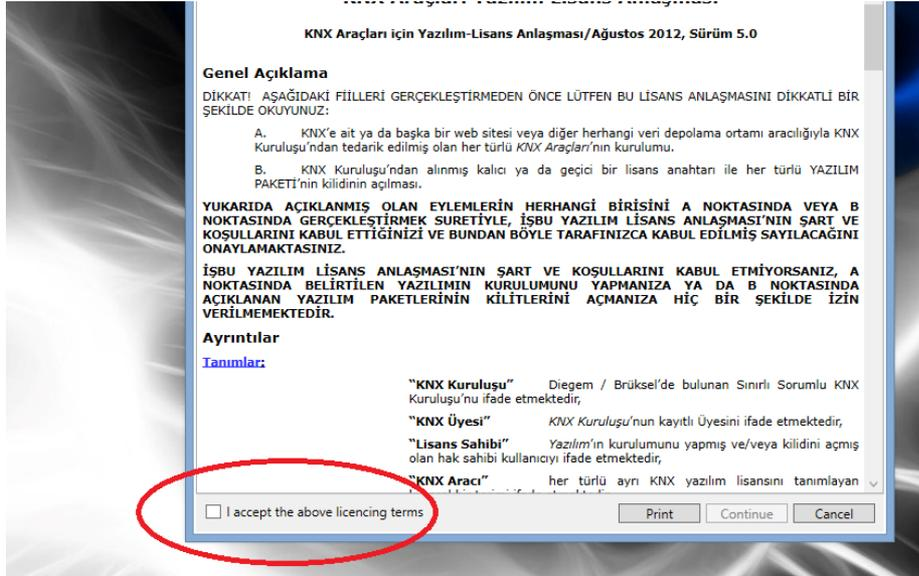 KNX Araçları Yazılım Lisans Anlaşması
KNX Araçları için Yazılım-Lisans Anlaşması/Ağustos 2012, Sürüm 5.0
Genel Açıklama
DİKKAT! AŞAĞIDAKİ FİİLLERİ GERÇEKLEŞTİRMEDEN ÖNCE LÜTFEN BU LİSANS ANLAŞMASINI DİKKATLİ BİR
ŞEKİLDE OKUYUNUZ:
A. KNX’e ait ya da başka bir web sitesi veya diğer herhangi veri depolama ortamı aracılığıyla KNX
Kuruluşu’ndan tedarik edilmiş olan her türlü KNX Araçları’nın kurulumu.
B. KNX Kuruluşu’ndan alınmış kalıcı ya da geçici bir lisans anahtarı ile her türlü YAZILIM
PAKETİ’nin kilidinin açılması.
YUKARIDA AÇIKLANMIŞ OLAN EYLEMLERİN HERHANGİ BİRİSİNİ A NOKTASINDA VEYA B
NOKTASINDA GERÇEKLEŞTİRMEK SURETİYLE, İŞBU YAZILIM LİSANS ANLAŞMASI’NIN ŞART VE
KOŞULLARINI KABUL ETTİĞİNİZİ VE BUNDAN BÖYLE TARAFINIZCA KABUL EDİLMİŞ SAYILACAĞINI
ONAYLAMAKTASINIZ.
İŞBU YAZILIM LİSANS ANLAŞMASI’NIN ŞART VE KOŞULLARINI KABUL ETMİYORSANIZ, A
NOKTASINDA BELİRTİLEN YAZILIMIN KURULUMUNU YAPMANIZA YA DA B NOKTASINDA
AÇIKLANAN YAZILIM PAKETLERİNİN KİLİTLERİNİ AÇMANIZA HİÇ BİR ŞEKİLDE İZİN
VERİLMEMEKTEDİR.
Ayrıntılar
Tanımlar:
“KNX Kuruluşu” Diegem / Brüksel’de bulunan Sınırlı Sorumlu KNX
Kuruluşu’nu ifade etmektedir,
“KNX Üyesi” KNX Kuruluşu’nun kayıtlı Üyesini ifade etmektedir,
“Lisans Sahibi” Yazılım’ın kurulumunu yapmış ve/veya kilidini açmış
olan hak sahibi kullanıcıyı ifade etmektedir,
“KNX Aracı” her türlü ayrı KNX yazılım lisansını tanımlayan
I accept the above licencing terms
Print
Continue
Cancel